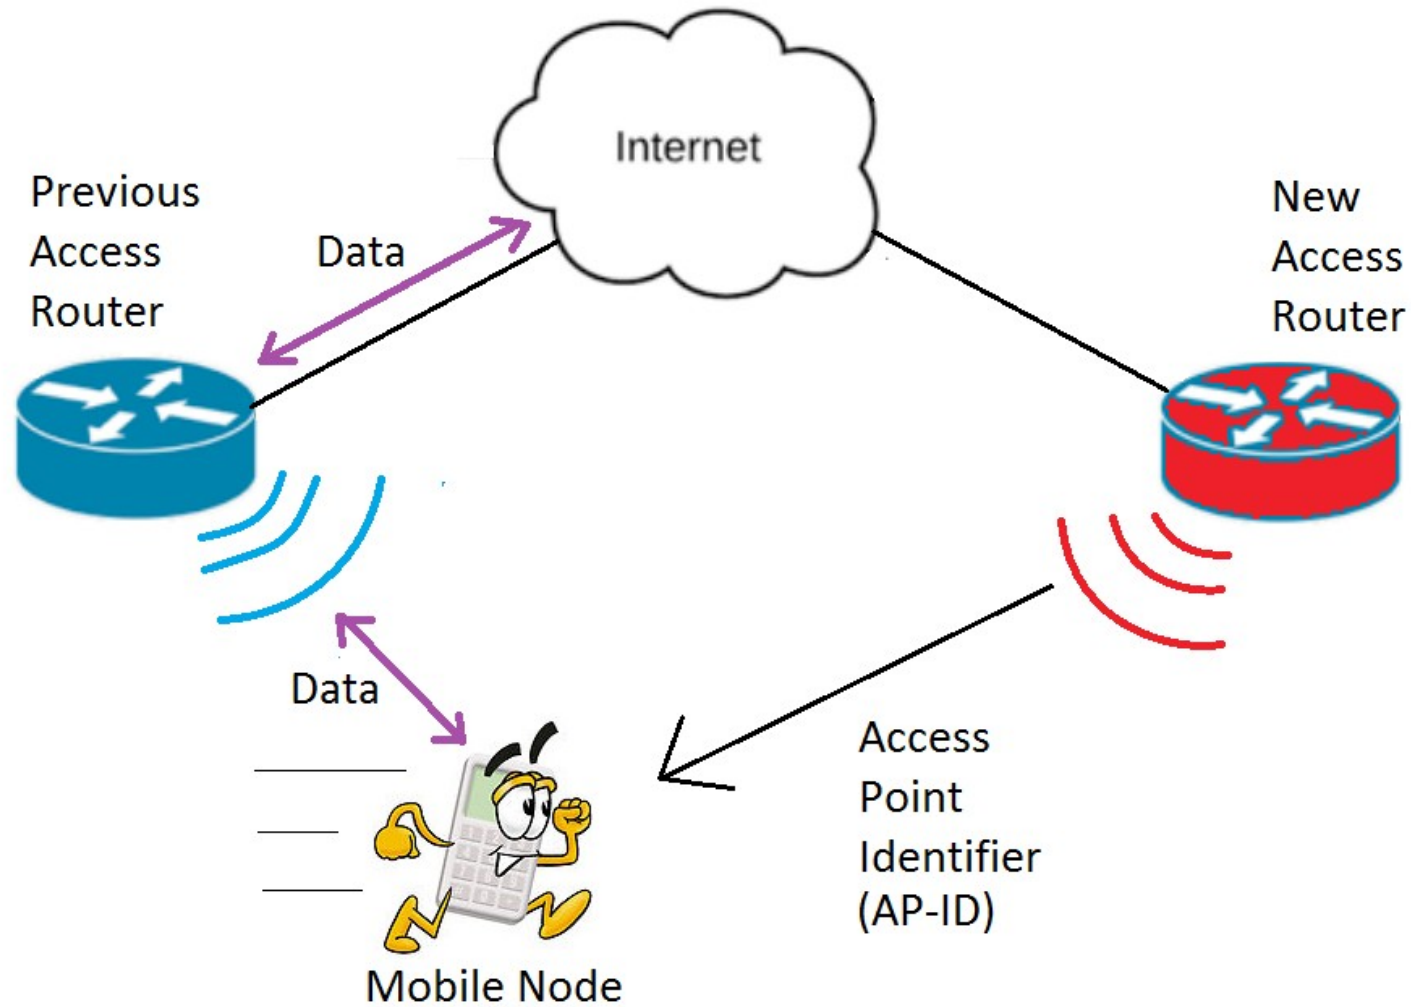 Internet
Previous
Access
Router
Data
New
Access
Router
Data
Access
Point
Identifier
(AP-ID)
Mobile Node